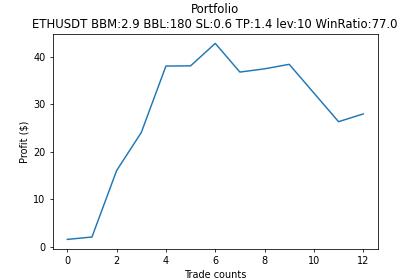 Portfolio
ETHUSDT BBM:2.9 BBL:180 SL:0.6 TP:1.4 lev:10 WinRatio:77.0
40
30
20
10
0
Profit ($)
0 2 4 6 8 10 12
Trade counts